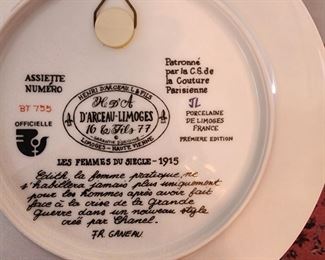 ASSIETTE
NUMÉRO
BT 755
OFFICIELLE
HENRI D'ARCEAU & FILS
H D'A
D'ARCEAU-LIMOGES
16 & Fils 77
LIMOGES - HAUTE VIENNE
Patronné
par la C.S. de
la Couture
Parisienne
JL
PORCELAINE
DE LIMOGES
FRANCE
PREMIERE EDITION
LES FEMMES DU SIECLE - 1915
Edith, la femme pratique, ne
s'habillera jamais plus uniquement
pour les hommes après avoir fait
face à la crise de la Grande
Guerre dans un nouveau style
créé par Chanel.
FR. GANEAU